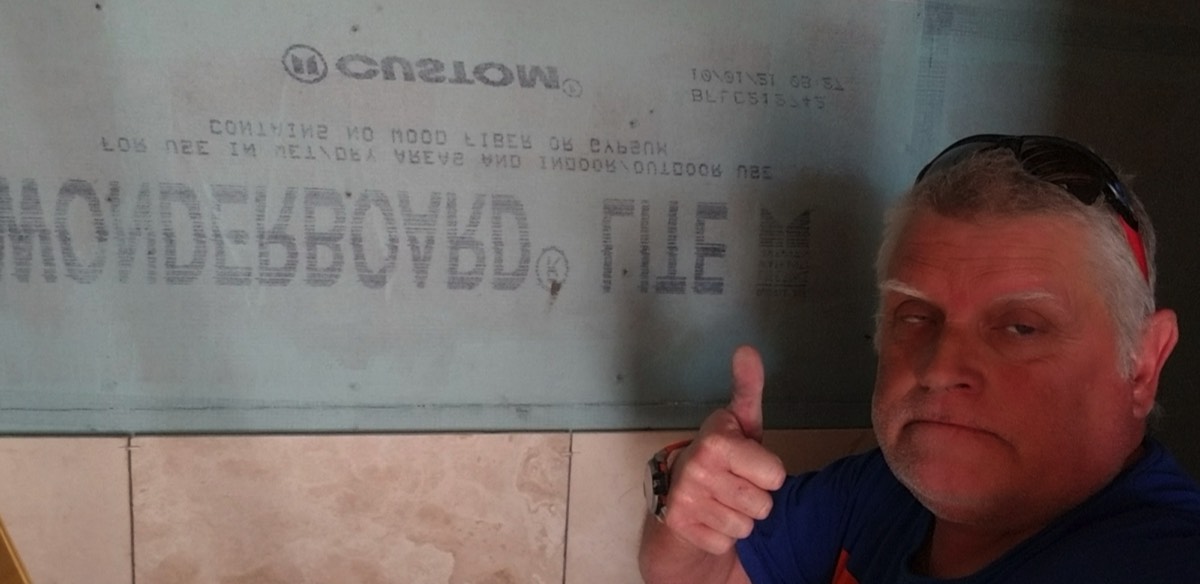 WONDERBOARD® LITE
FOR USE IN WET/DRY AREAS AND INDOOR/OUTDOOR USE
CONTAINS NO WOOD FIBER OR GYPSUM
CUSTOM®